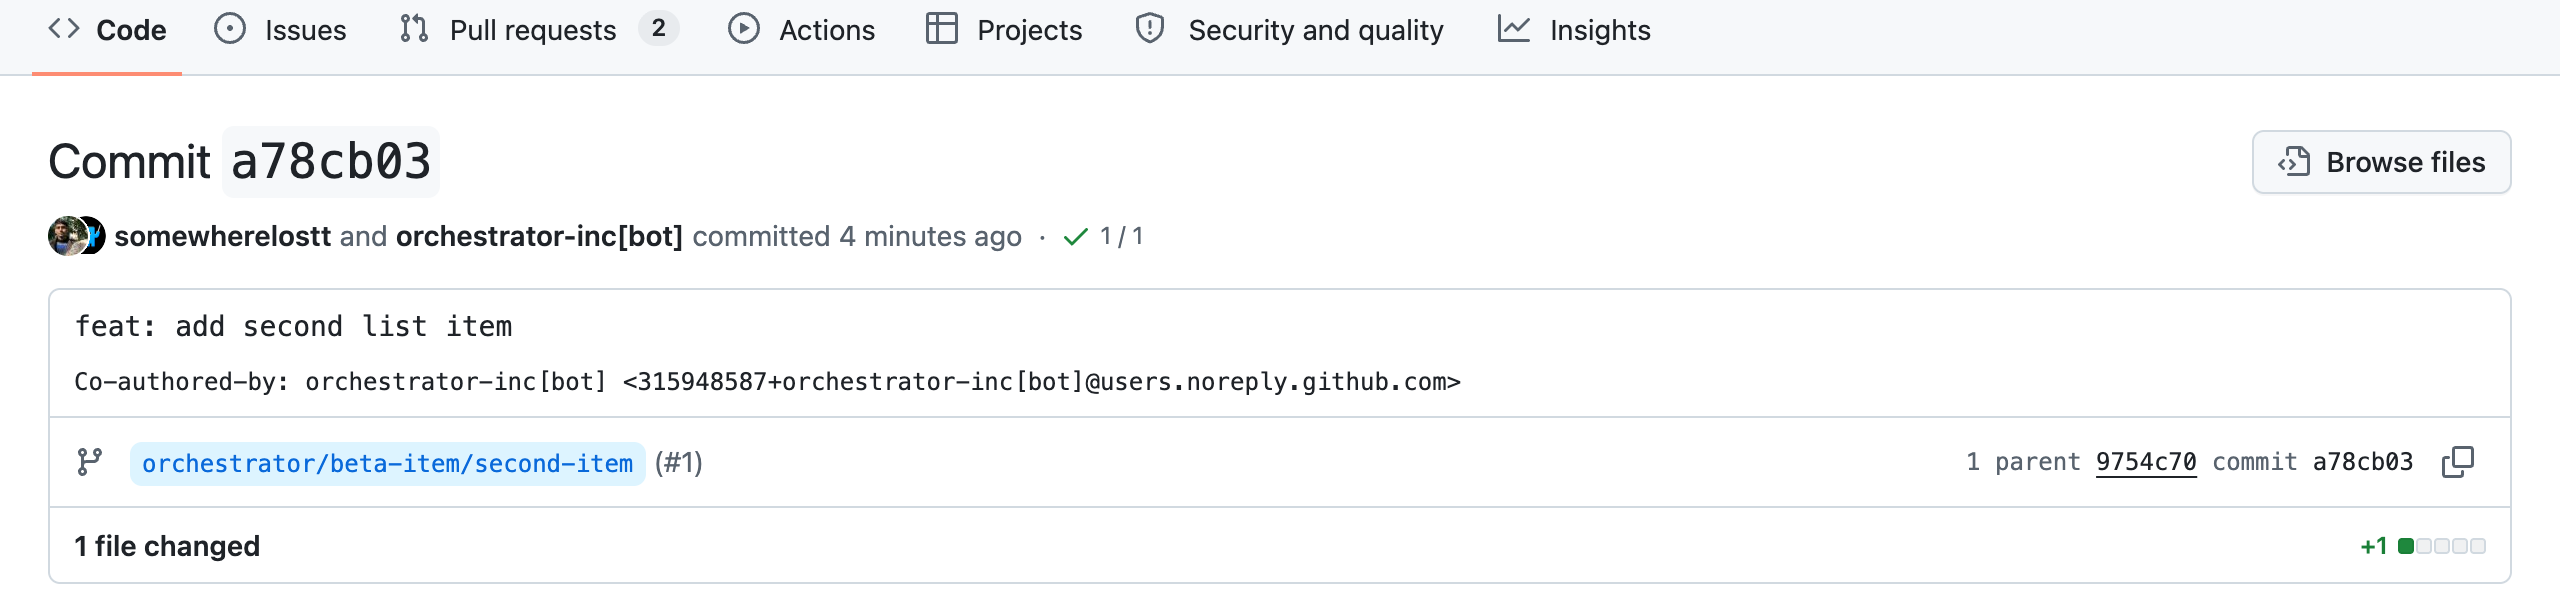 Code Issues Pull requests 2 Actions Projects Security and quality Insights
Commit a78cb03
Browse files
somewherelostt and orchestrator-inc[bot] committed 4 minutes ago · 1 / 1
feat: add second list item
Co-authored-by: orchestrator-inc[bot] <315948587+orchestrator-inc[bot]@users.noreply.github.com>
orchestrator/beta-item/second-item (#1)
1 parent 9754c70 commit a78cb03
1 file changed
+1